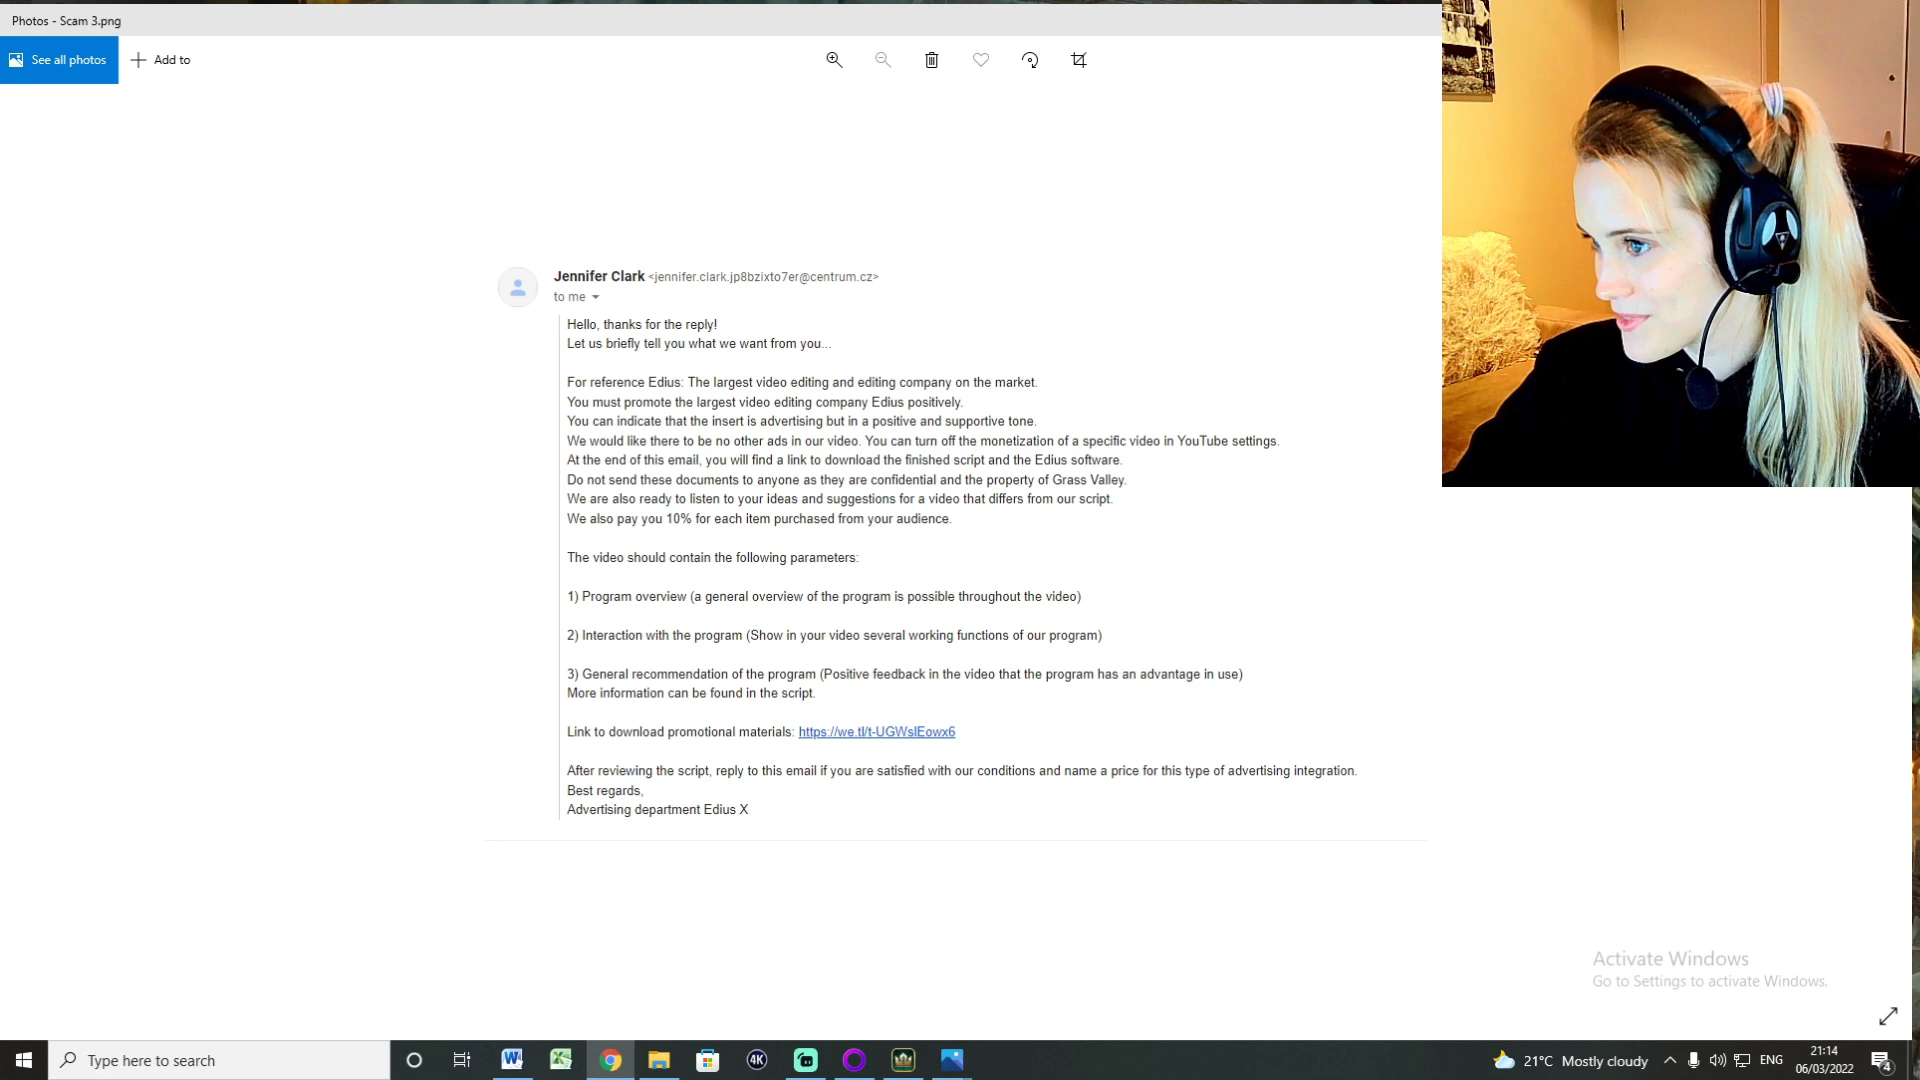 Photos - Scam 3.png
See all photos
Add to
Jennifer Clark <jennifer.clark.jp8bzixto7er@centrum.cz>
to me
Hello, thanks for the reply!
Let us briefly tell you what we want from you...
For reference Edius: The largest video editing and editing company on the market.
You must promote the largest video editing company Edius positively.
You can indicate that the insert is advertising but in a positive and supportive tone.
We would like there to be no other ads in our video. You can turn off the monetization of a specific video in YouTube settings.
At the end of this email, you will find a link to download the finished script and the Edius software.
Do not send these documents to anyone as they are confidential and the property of Grass Valley.
We are also ready to listen to your ideas and suggestions for a video that differs from our script.
We also pay you 10% for each item purchased from your audience.
The video should contain the following parameters:
1) Program overview (a general overview of the program is possible throughout the video)
2) Interaction with the program (Show in your video several working functions of our program)
3) General recommendation of the program (Positive feedback in the video that the program has an advantage in use)
More information can be found in the script.
Link to download promotional materials: https://we.tl/t-UGWslEowx6
After reviewing the script, reply to this email if you are satisfied with our conditions and name a price for this type of advertising integration.
Best regards,
Advertising department Edius X
Activate Windows
Go to Settings to activate Windows.
Type here to search
4K
21°C Mostly cloudy
ENG
21:14
06/03/2022
4